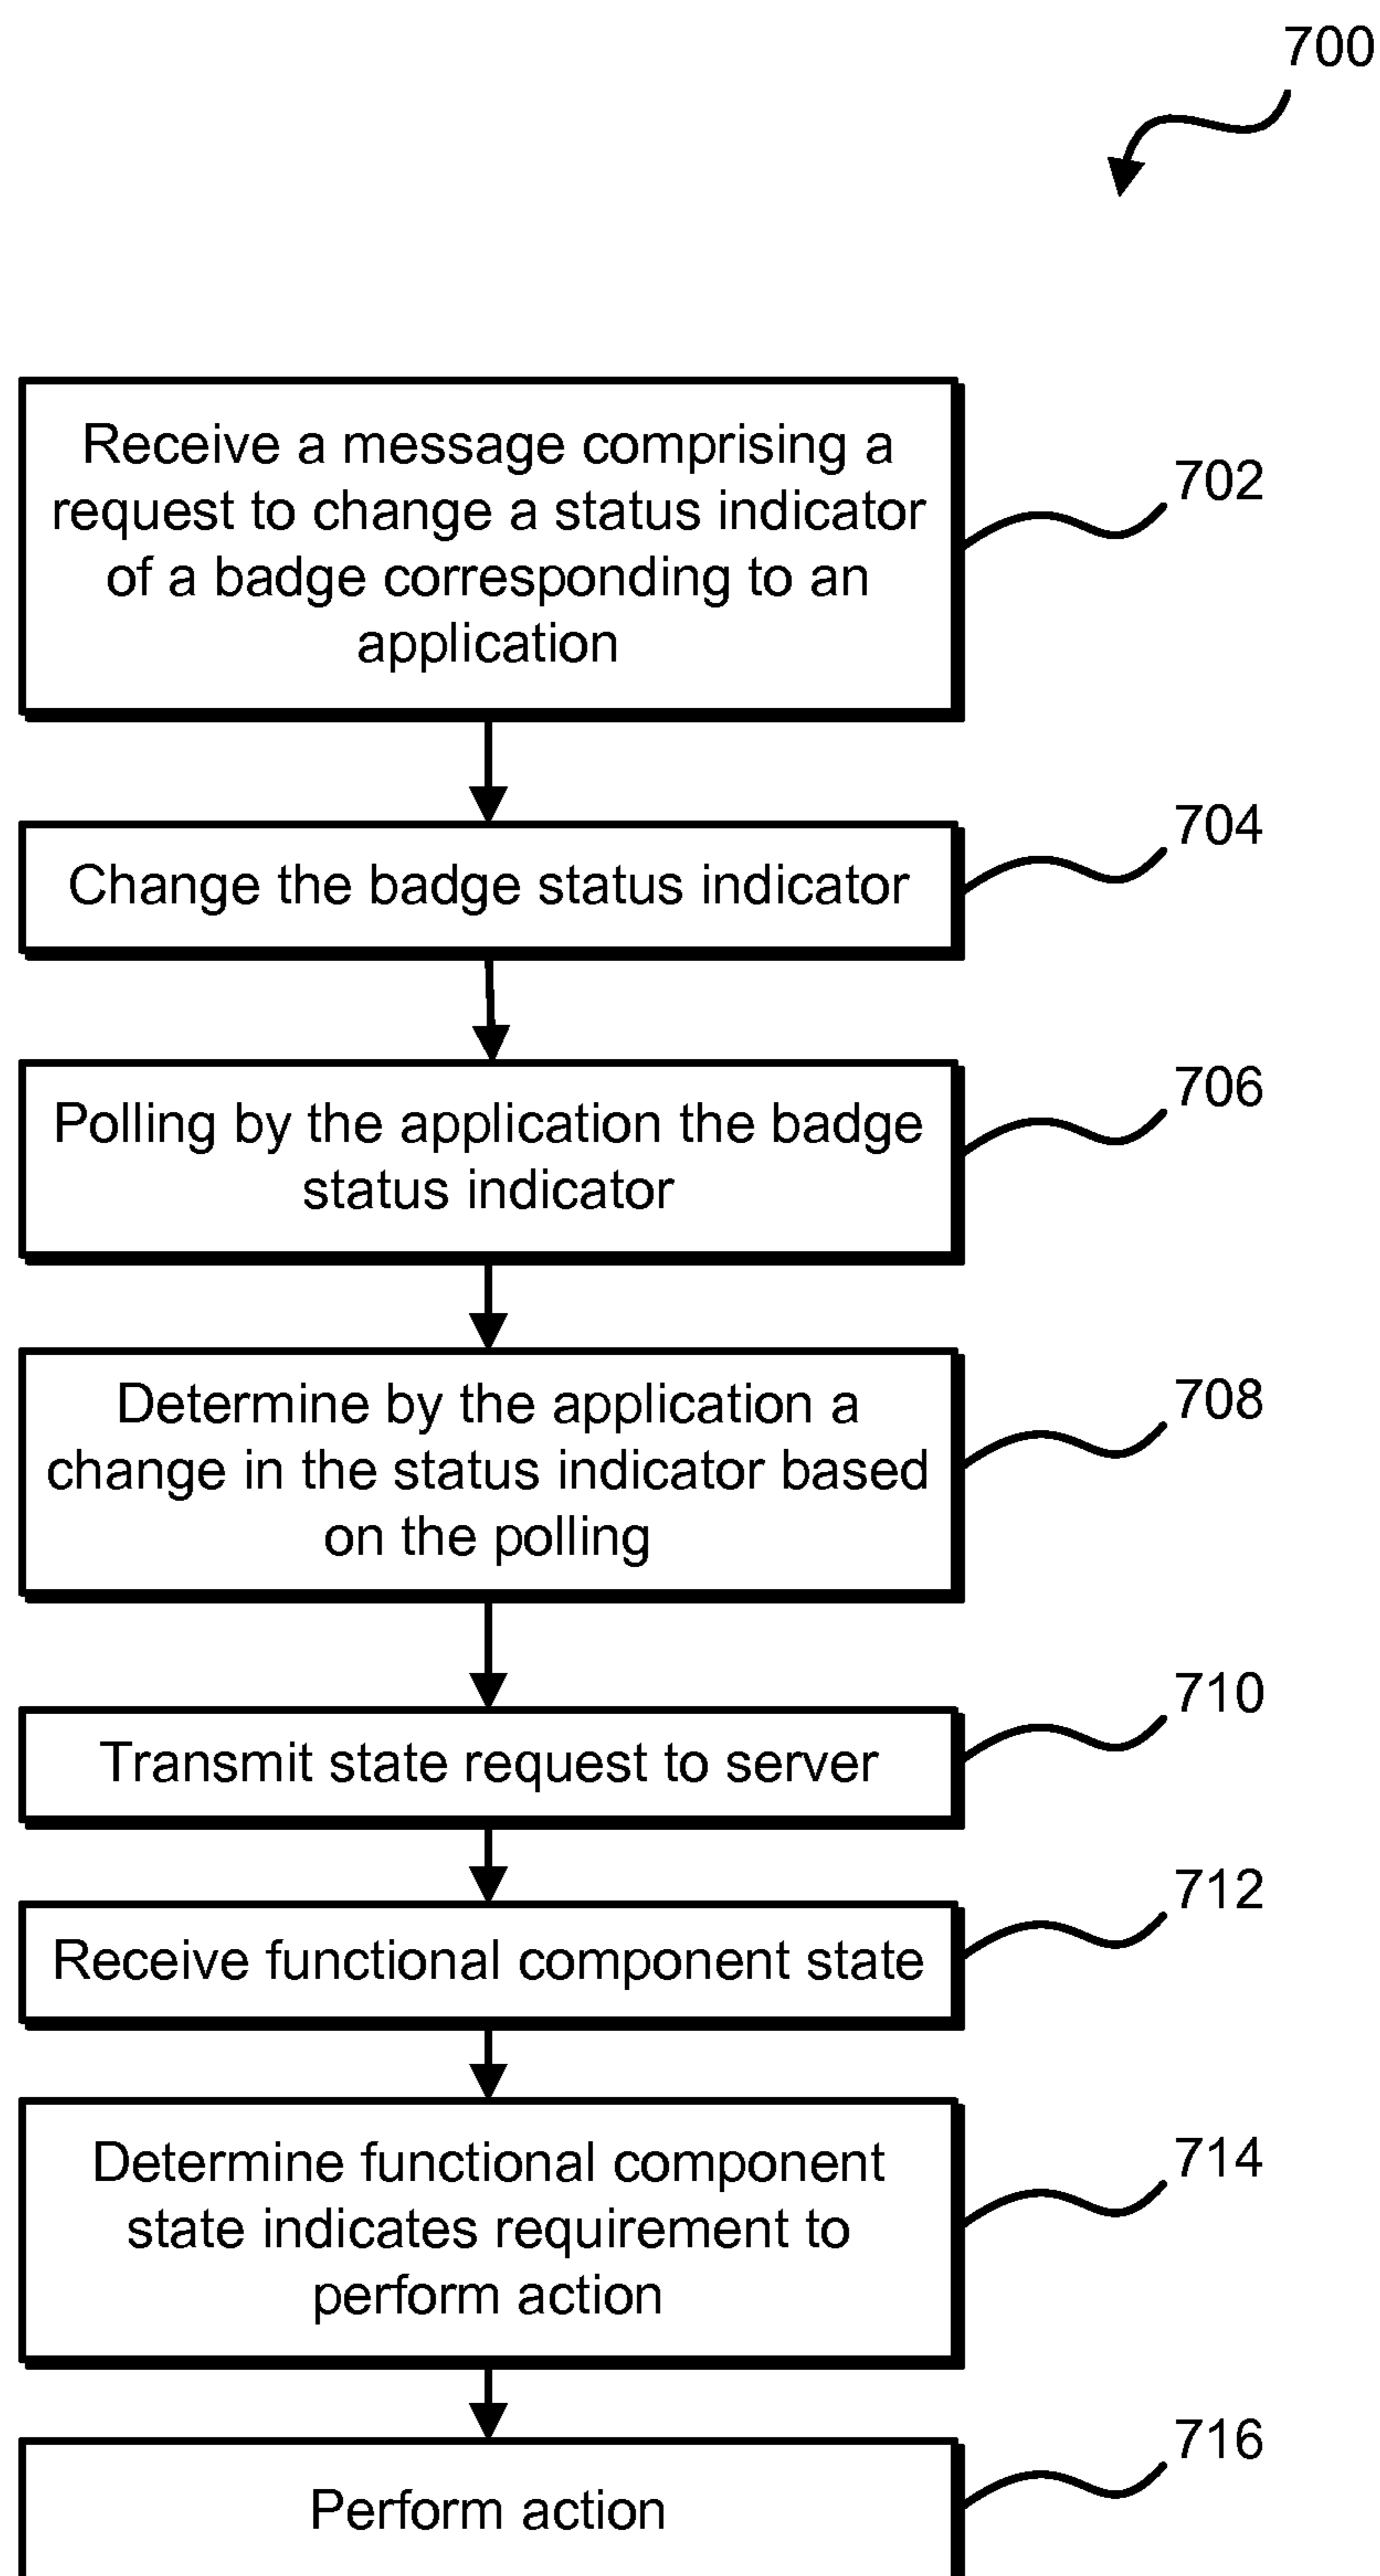 700
Receive a message comprising a
request to change a status indicator
of a badge corresponding to an
application
702
Change the badge status indicator
704
Polling by the application the badge
status indicator
706
Determine by the application a
change in the status indicator based
on the polling
708
Transmit state request to server
710
Receive functional component state
712
Determine functional component
state indicates requirement to
perform action
714
Perform action
716